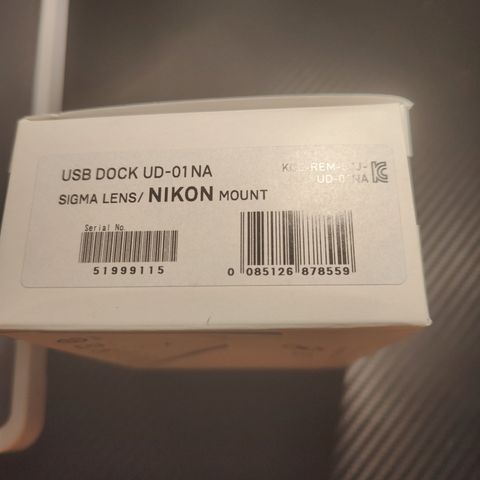 USB DOCK UD-01NA
SIGMA LENS/ NIKON MOUNT
UD-01NA
Serial No.
51999115
0 085126 878559